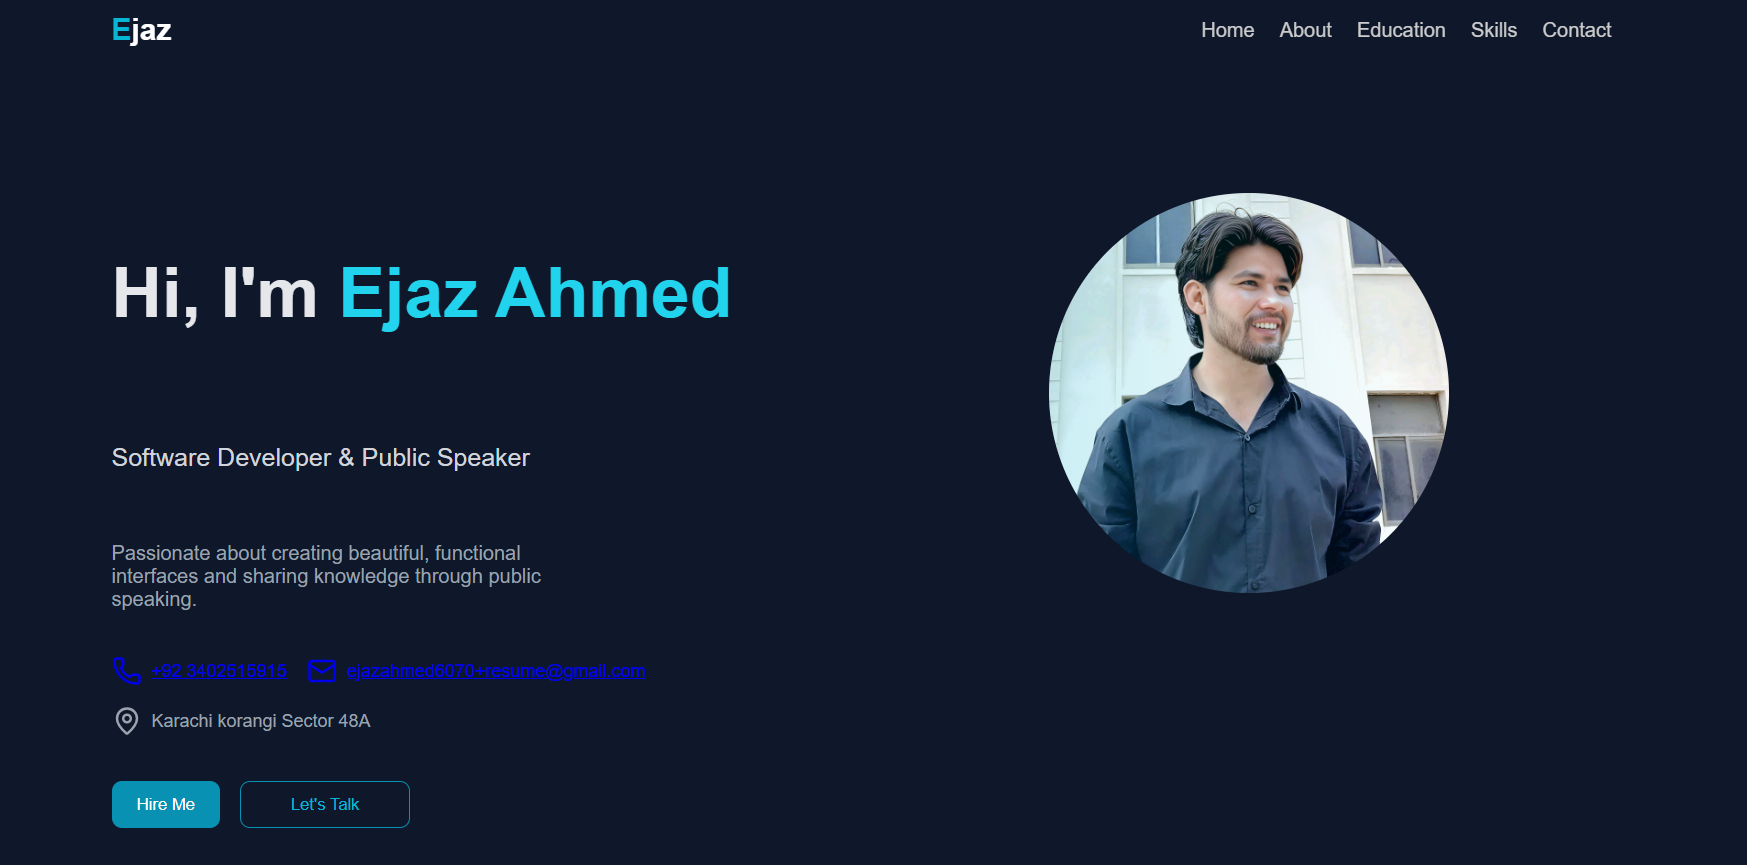 Ejaz
Home About Education Skills Contact
Hi, I'm Ejaz Ahmed
Software Developer & Public Speaker
Passionate about creating beautiful, functional
interfaces and sharing knowledge through public
speaking.
+92 3402515915 ejazahmed6070+resume@gmail.com
Karachi korangi Sector 48A
Hire Me Let's Talk